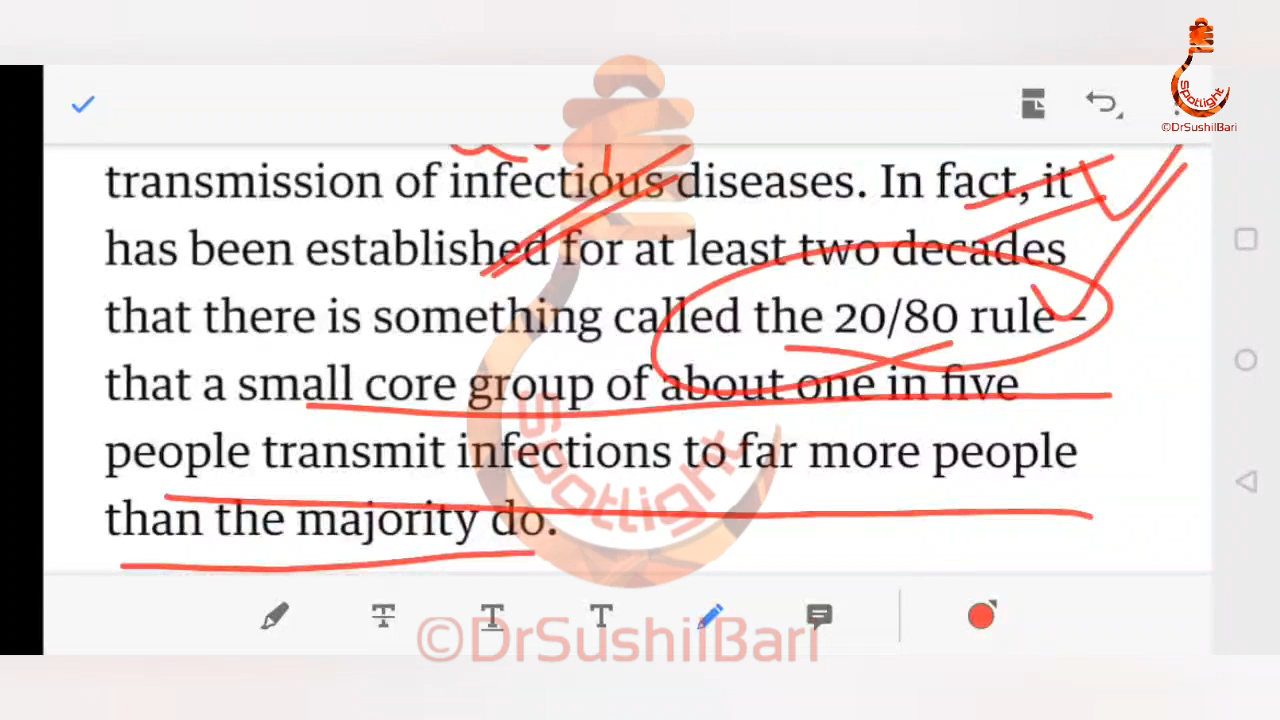 Spotlight
©DrSushilBari
transmission of infectious diseases. In fact, it
has been established for at least two decades
that there is something called the 20/80 rule –
that a small core group of about one in five
people transmit infections to far more people
than the majority do.
Spotlight
T T T
©DrSushilBari